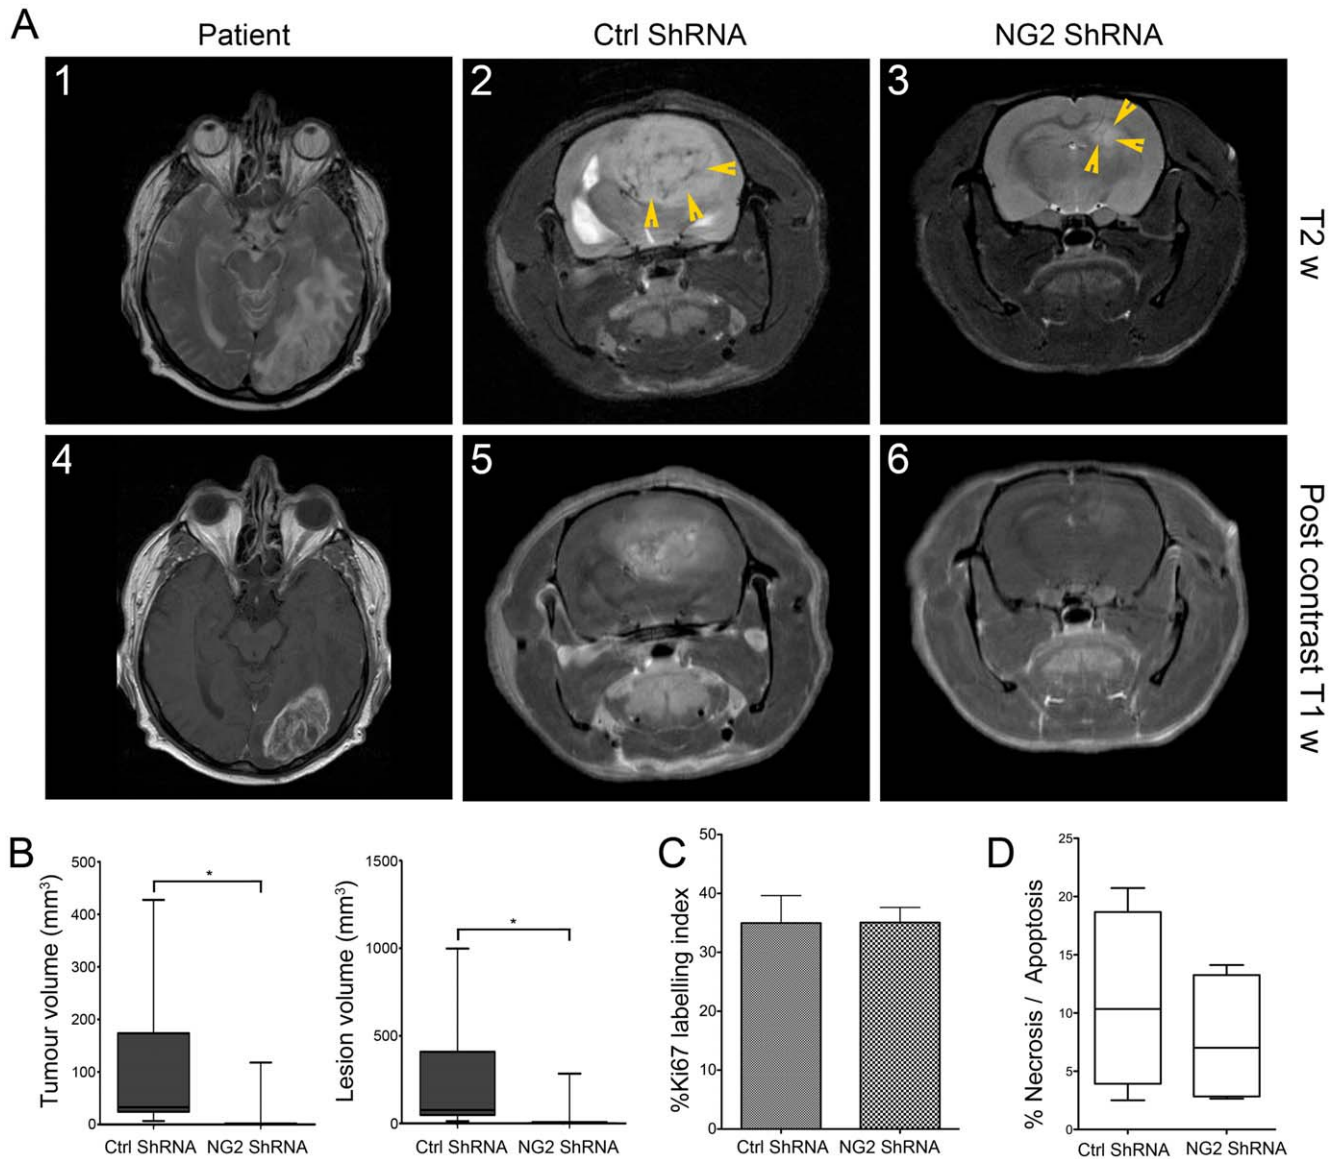 A
Patient
Ctrl ShRNA
NG2 ShRNA
1
2
3
T2 w
4
5
6
Post contrast T1 w
B
Tumour volume (mm³)
500
400
300
200
100
0
*
Ctrl ShRNA
NG2 ShRNA
Lesion volume (mm³)
1500
1000
500
0
*
Ctrl ShRNA
NG2 ShRNA
C
%Ki67 labelling index
50
40
30
20
10
0
Ctrl ShRNA
NG2 ShRNA
D
% Necrosis / Apoptosis
25
20
15
10
5
0
Ctrl ShRNA
NG2 ShRNA